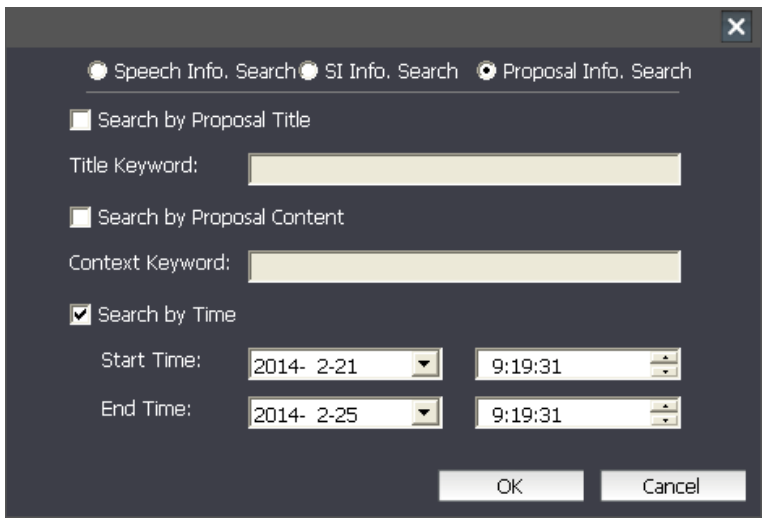 Speech Info. Search SI Info. Search Proposal Info. Search
Search by Proposal Title
Title Keyword:
Search by Proposal Content
Context Keyword:
Search by Time
Start Time: 2014- 2-21 9:19:31
End Time: 2014- 2-25 9:19:31
OK Cancel